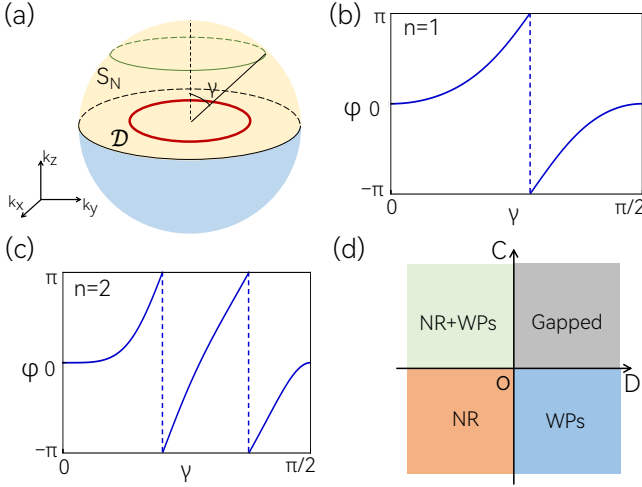 (a)
S_N
γ
𝒟
k_z
k_x
k_y
(b)
π
n=1
φ 0
−π
0
γ
π/2
(c)
π
n=2
φ 0
−π
0
γ
π/2
(d)
C
NR+WPs
Gapped
O
D
NR
WPs